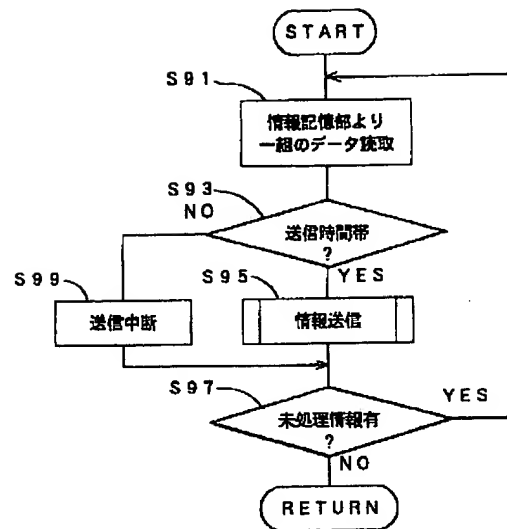 START
S91
情報記憶部より
一組のデータ読取
S93
NO
送信時間帯
?
YES
S99
S95
送信中断
情報送信
S97
YES
未処理情報有
?
NO
RETURN